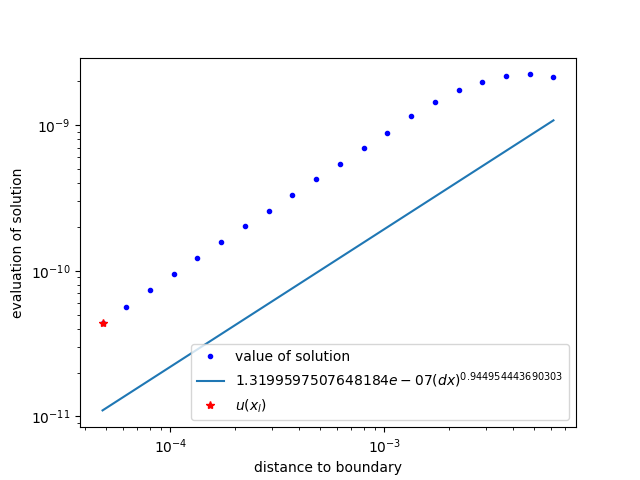 10⁻⁹
10⁻¹⁰
10⁻¹¹
evaluation of solution
value of solution
1.3199597507648184e − 07(dx)^0.944954443690303
u(x_l)
10⁻⁴
10⁻³
distance to boundary